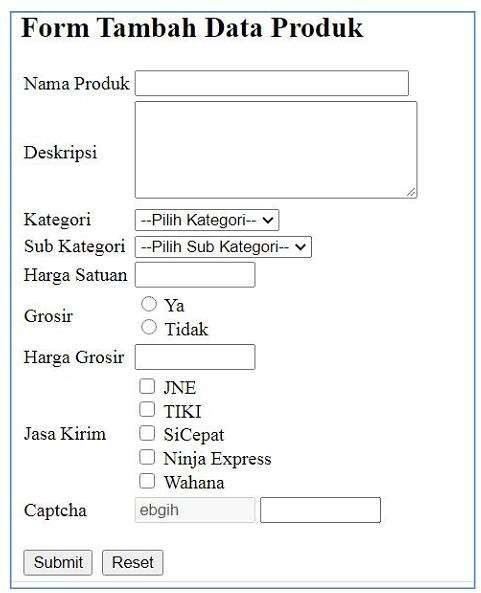 Form Tambah Data Produk
Nama Produk
Deskripsi
Kategori --Pilih Kategori--
Sub Kategori --Pilih Sub Kategori--
Harga Satuan
Grosir
Ya
Tidak
Harga Grosir
Jasa Kirim
JNE
TIKI
SiCepat
Ninja Express
Wahana
Captcha ebgih
Submit Reset